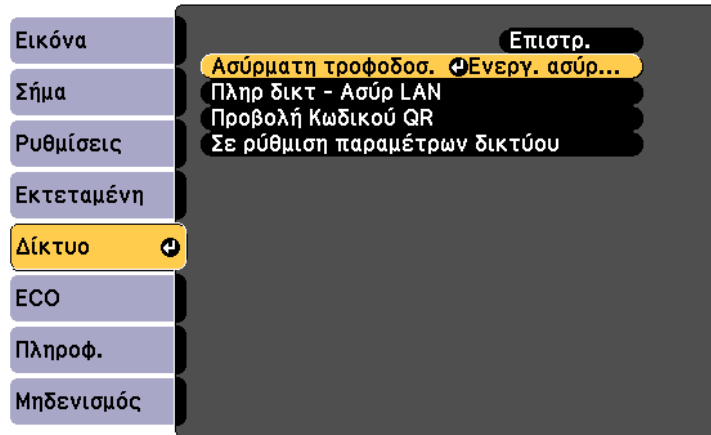 Εικόνα
Σήμα
Ρυθμίσεις
Εκτεταμένη
Δίκτυο
ECO
Πληροφ.
Μηδενισμός
Επιστρ.
Ασύρματη τροφοδοσ. Ενεργ. ασύρ...
Πληρ δικτ - Ασύρ LAN
Προβολή Κωδικού QR
Σε ρύθμιση παραμέτρων δικτύου